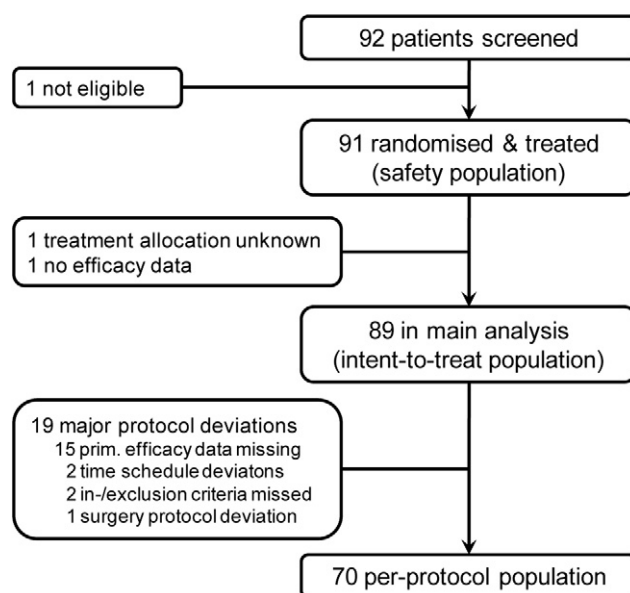 92 patients screened
1 not eligible
91 randomised & treated
(safety population)
1 treatment allocation unknown
1 no efficacy data
89 in main analysis
(intent-to-treat population)
19 major protocol deviations
15 prim. efficacy data missing
2 time schedule deviatons
2 in-/exclusion criteria missed
1 surgery protocol deviation
70 per-protocol population